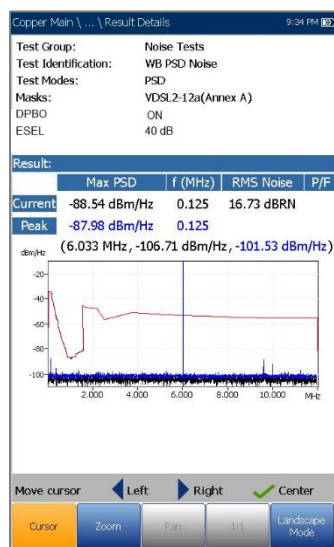 Copper Main \ ... \ Result Details 9:34 PM
Test Group: Noise Tests
Test Identification: WB PSD Noise
Test Modes: PSD
Masks: VDSL2-12a(Annex A)
DPBO ON
ESEL 40 dB
Result:
Max PSD f (MHz) RMS Noise P/F
Current -88.54 dBm/Hz 0.125 16.73 dBRN
Peak -87.98 dBm/Hz 0.125
(6.033 MHz, -106.71 dBm/Hz, -101.53 dBm/Hz)
dBm/Hz
-20
-40
-60
-80
-100
2.000 4.000 6.000 8.000 10.000 MHz
Move cursor Left Right Center
Cursor Zoom Pan 1:1 Landscape Mode